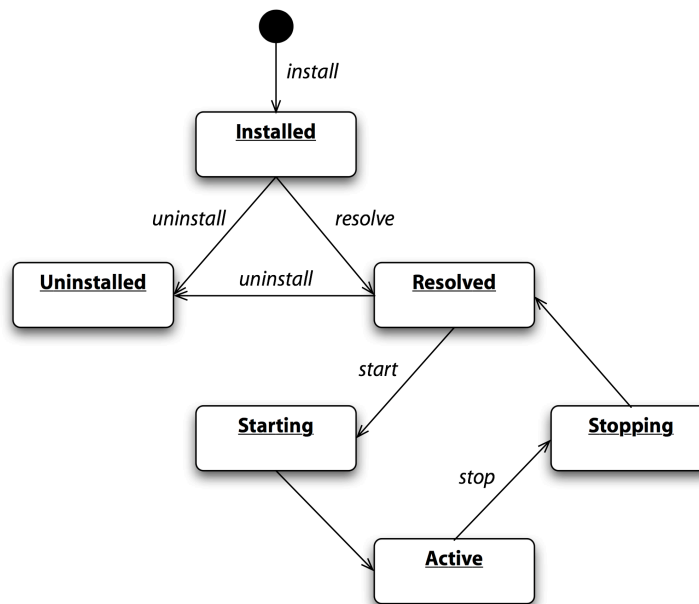 install
Installed
uninstall
resolve
Uninstalled
uninstall
Resolved
start
Starting
Stopping
stop
Active